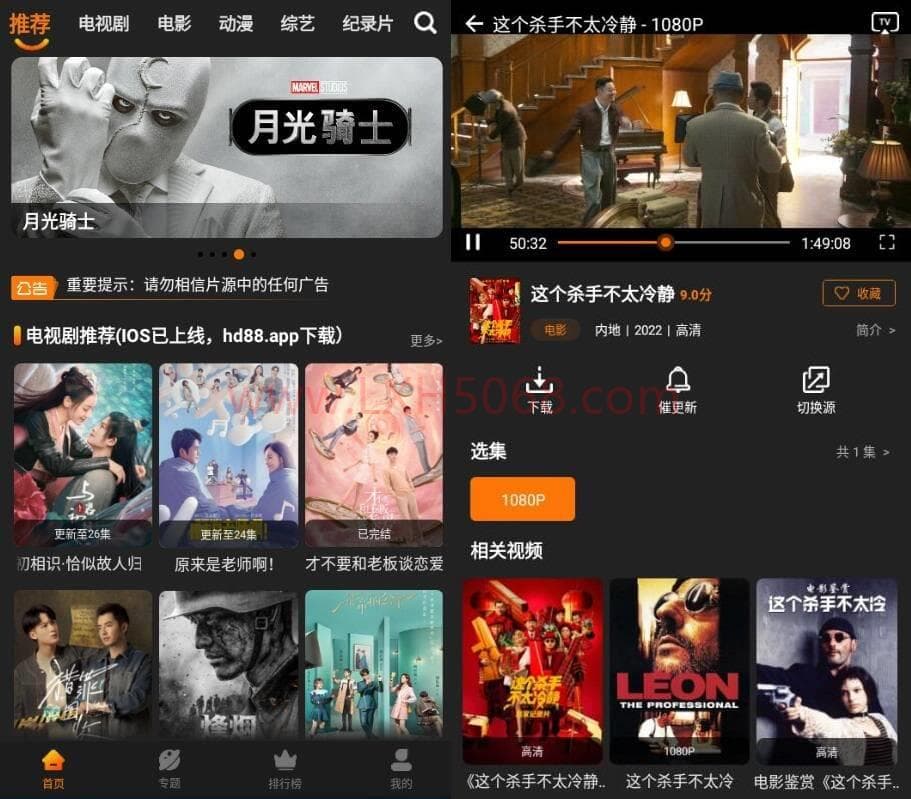 推荐 电视剧 电影 动漫 综艺 纪录片
MARVEL STUDIOS
月光骑士
月光骑士
公告 重要提示：请勿相信片源中的任何广告
电视剧推荐(IOS已上线，hd88.app下载)
更多>
更新至26集
更新至24集
已完结
初相识·恰似故人归
原来是老师啊！
才不要和老板谈恋爱
烽烟
首页
专题
排行榜
我的
这个杀手不太冷静 - 1080P
TV
50:32
1:49:08
这个杀手不太冷静 9.0分
收藏
电影 内地 | 2022 | 高清
简介 >
下载
催更新
切换源
选集
共 1 集 >
1080P
相关视频
这个杀手不太冷静
高清
LEON
THE PROFESSIONAL
1080P
电影鉴赏
这个杀手不太冷
高清
《这个杀手不太冷静..
这个杀手不太冷
电影鉴赏《这个杀手..
www.LXH5068.com